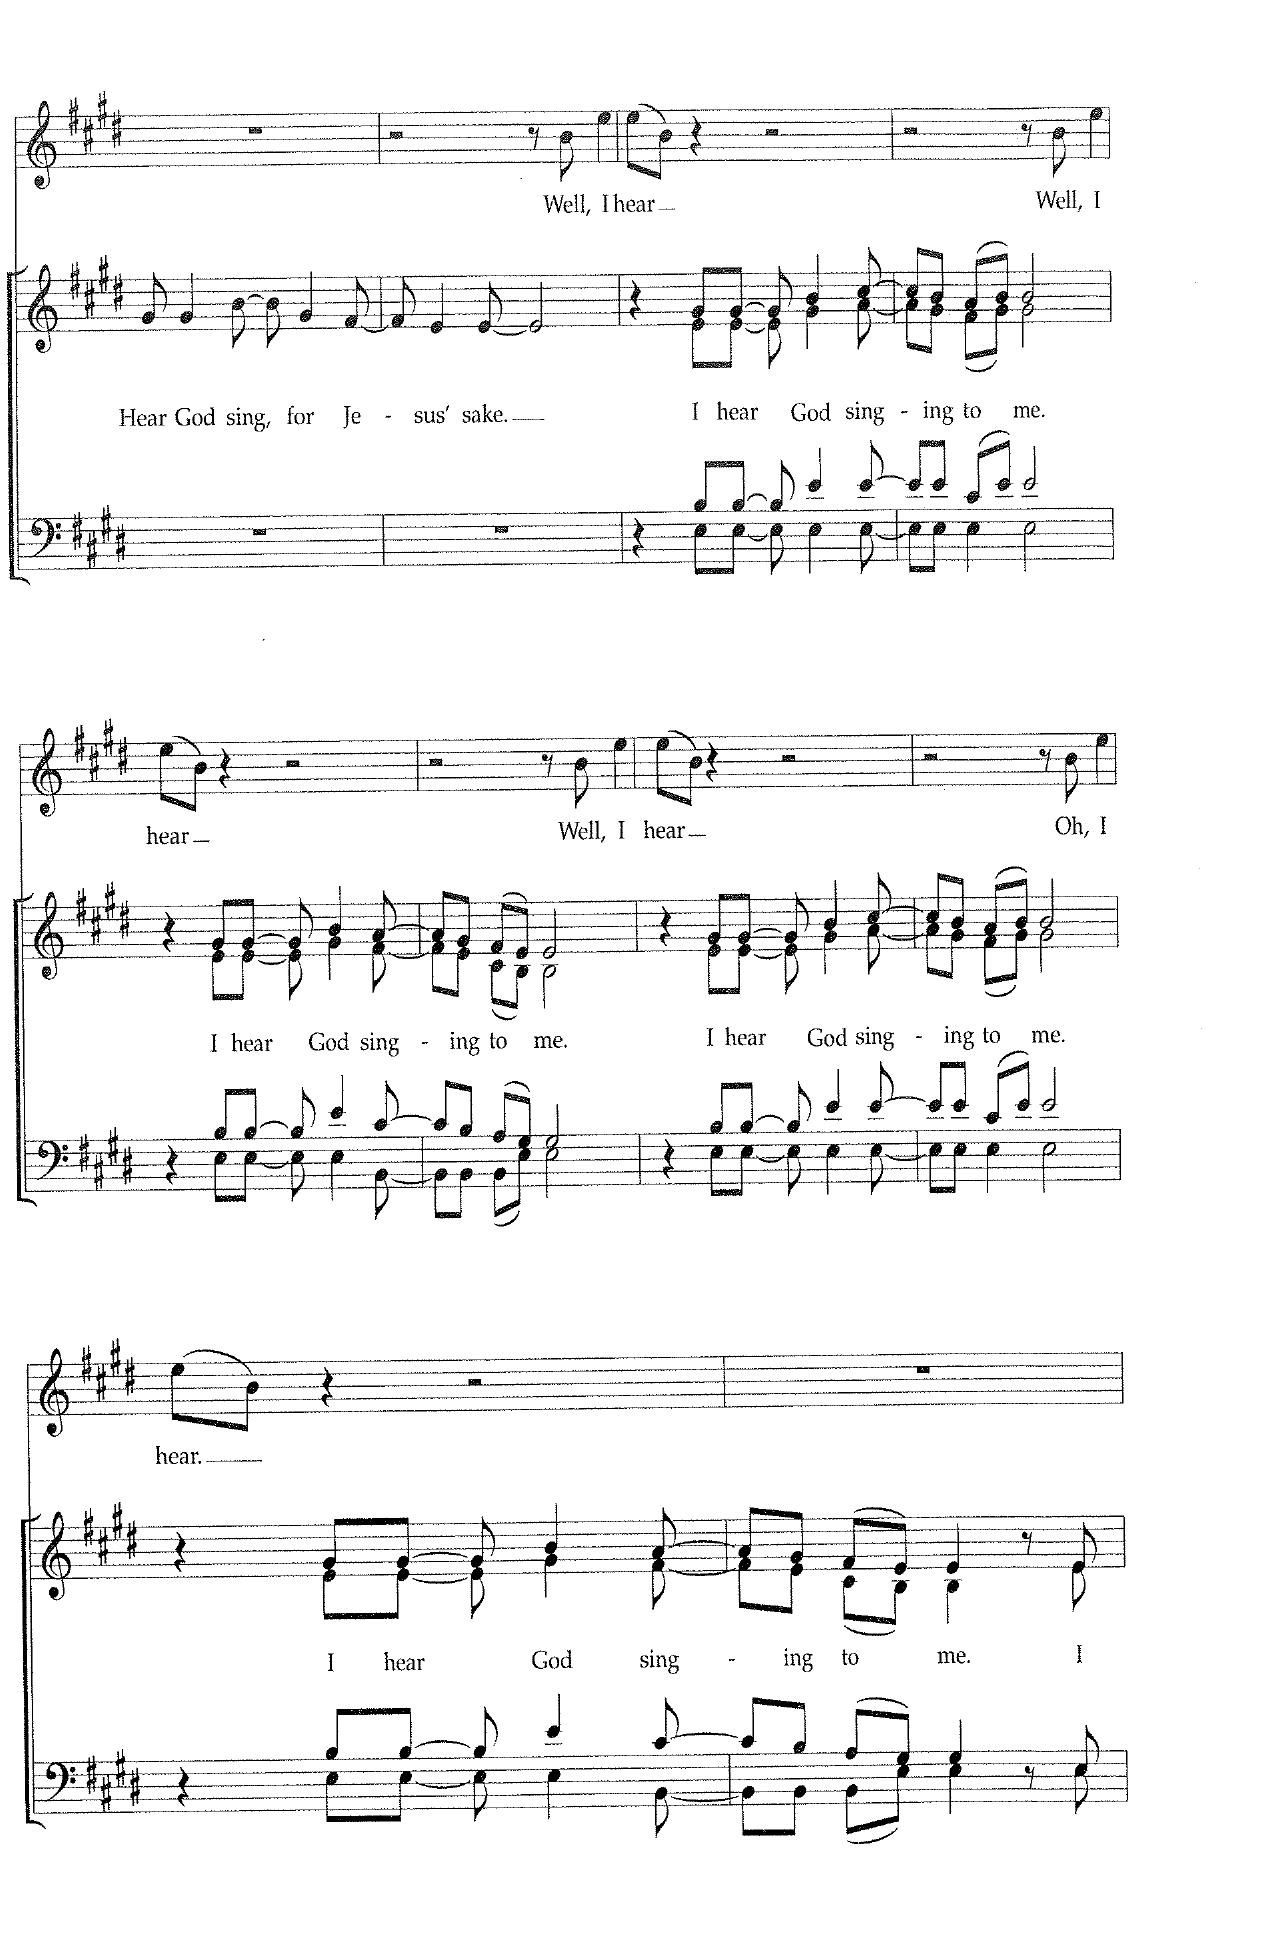 Well, I hear
Well, I
Hear God sing, for Je - sus' sake.
I hear God sing - ing to me.
hear
Well, I hear
Oh, I
I hear God sing - ing to me.
I hear God sing - ing to me.
hear.
I hear God sing - ing to me. I